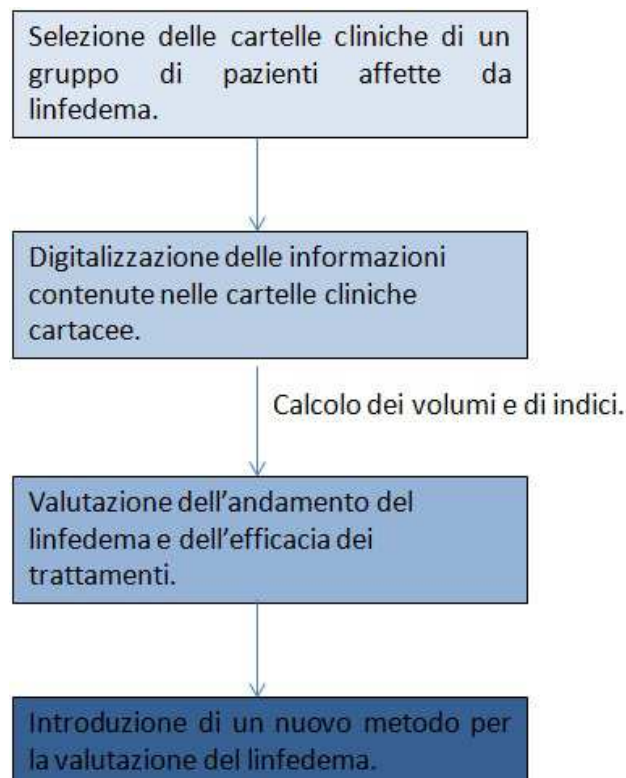 Selezione delle cartelle cliniche di un
gruppo di pazienti affette da
linfedema.
Digitalizzazione delle informazioni
contenute nelle cartelle cliniche
cartacee.
Calcolo dei volumi e di indici.
Valutazione dell'andamento del
linfedema e dell'efficacia dei
trattamenti.
Introduzione di un nuovo metodo per
la valutazione del linfedema.